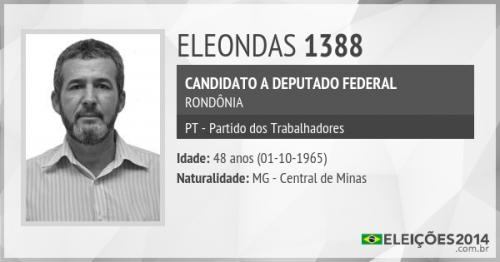 ELEONDAS 1388
CANDIDATO A DEPUTADO FEDERAL
RONDÔNIA
PT - Partido dos Trabalhadores
Idade: 48 anos (01-10-1965)
Naturalidade: MG - Central de Minas
ELEIÇÕES2014
.com.br